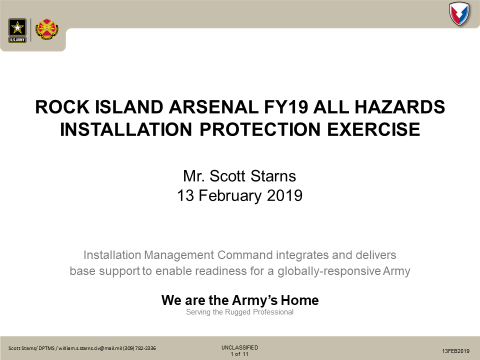 U.S. ARMY
ROCK ISLAND ARSENAL FY19 ALL HAZARDS
INSTALLATION PROTECTION EXERCISE
Mr. Scott Starns
13 February 2019
Installation Management Command integrates and delivers
base support to enable readiness for a globally-responsive Army
We are the Army's Home
Serving the Rugged Professional
Scott Starns/ DPTMS / william.s.starns.civ@mail.mil (309) 782-2336
UNCLASSIFIED
1 of 11
13FEB2019